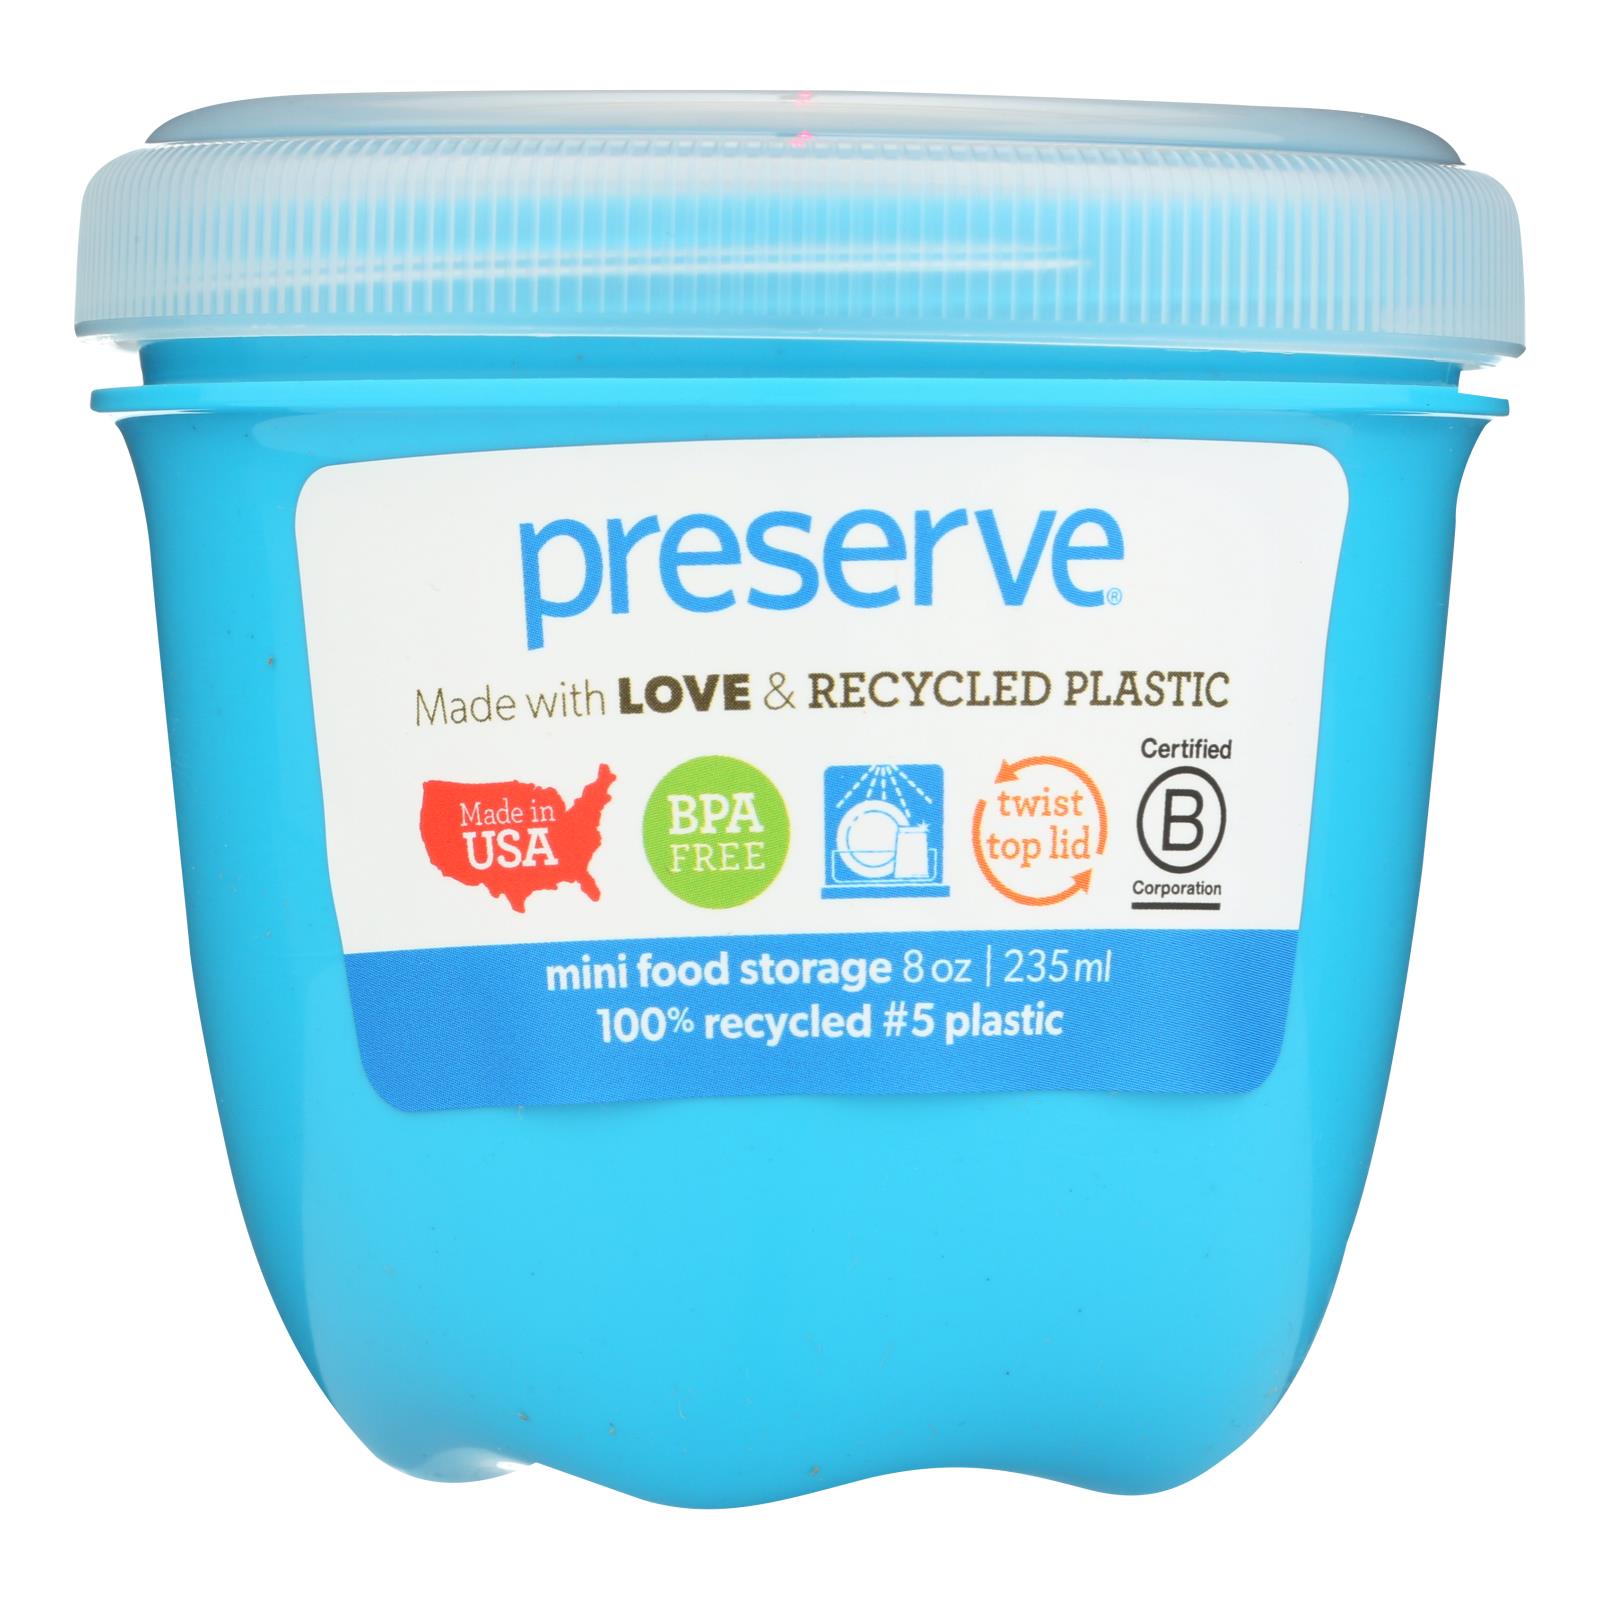 preserve®
Made with LOVE & RECYCLED PLASTIC
Made in
USA
BPA
FREE
twist
top lid
Certified
B
Corporation
mini food storage 8 oz | 235 ml
100% recycled #5 plastic